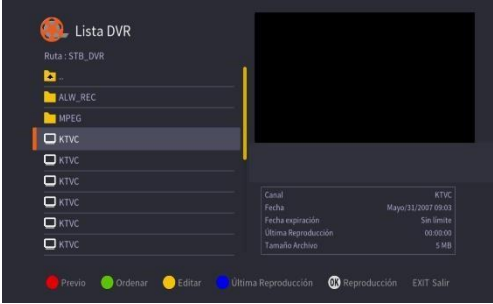 Lista DVR
Ruta : STB_DVR
..
ALW_REC
MPEG
KTVC
KTVC
KTVC
KTVC
KTVC
KTVC
Canal KTVC
Fecha Mayo/31/2007 09:03
Fecha expiración Sin límite
Última Reproducción 00:00:00
Tamaño Archivo 5 MB
Previo Ordenar Editar Última Reproducción OK Reproducción EXIT Salir